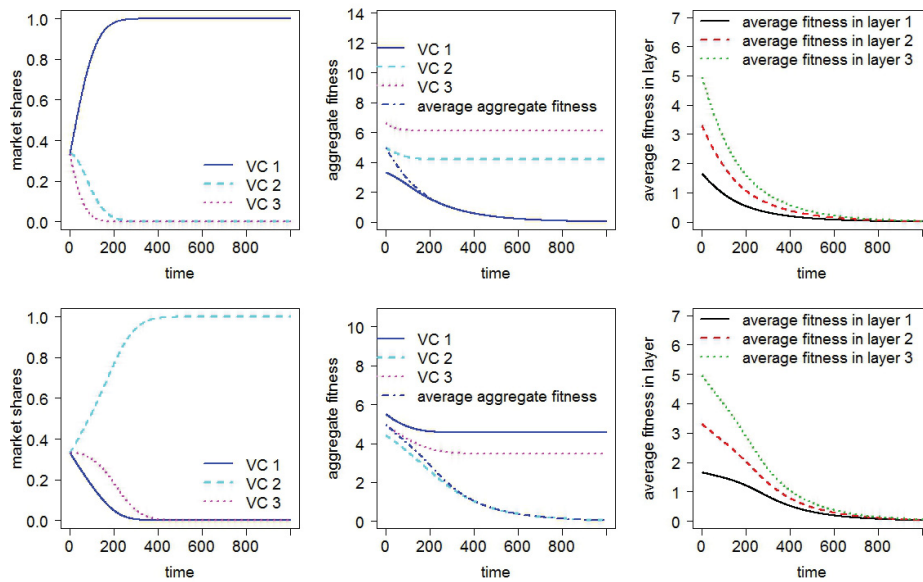 market shares
1.0
0.8
0.6
0.4
0.2
0.0
VC 1
VC 2
VC 3
0 200 400 600 800
time
aggregate fitness
14
12
10
8
6
4
2
0
VC 1
VC 2
VC 3
average aggregate fitness
0 200 400 600 800
time
average fitness in layer
7
6
5
4
3
2
1
0
average fitness in layer 1
average fitness in layer 2
average fitness in layer 3
0 200 400 600 800
time
market shares
1.0
0.8
0.6
0.4
0.2
0.0
VC 1
VC 2
VC 3
0 200 400 600 800
time
aggregate fitness
10
8
6
4
2
0
VC 1
VC 2
VC 3
average aggregate fitness
0 200 400 600 800
time
average fitness in layer
7
6
5
4
3
2
1
0
average fitness in layer 1
average fitness in layer 2
average fitness in layer 3
0 200 400 600 800
time